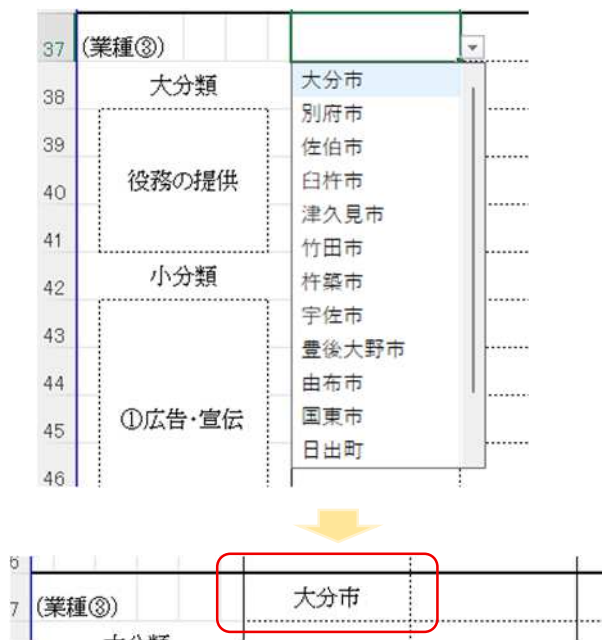 37 (業種③)
38 大分類
39
40 役務の提供
41
42 小分類
43
44
45 ①広告・宣伝
46
大分市
別府市
佐伯市
臼杵市
津久見市
竹田市
杵築市
宇佐市
豊後大野市
由布市
国東市
日出町
7 (業種③) 大分市